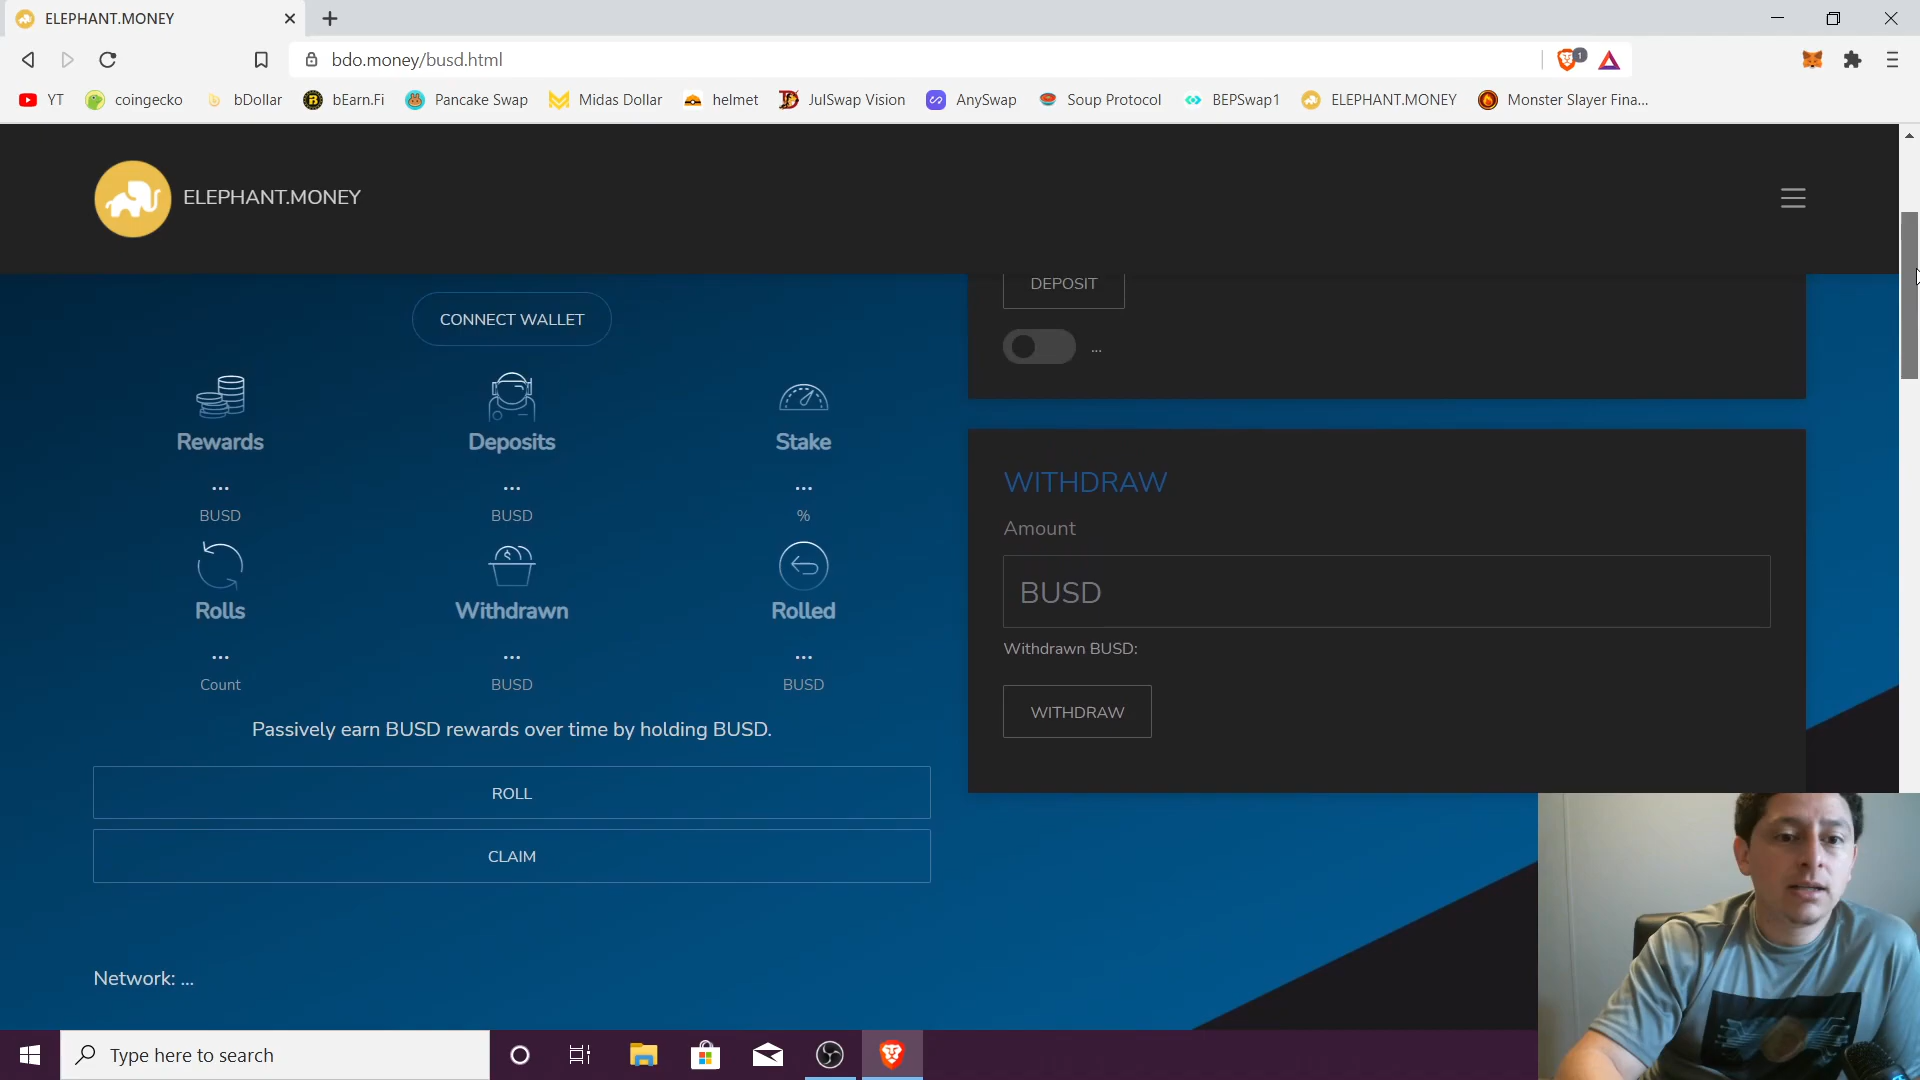 ELEPHANT.MONEY
bdo.money/busd.html
1
YT
coingecko
bDollar
bEarn.Fi
Pancake Swap
Midas Dollar
helmet
JulSwap Vision
AnySwap
Soup Protocol
BEPSwap1
ELEPHANT.MONEY
Monster Slayer Fina...
ELEPHANT.MONEY
CONNECT WALLET
Rewards
Deposits
Stake
...
...
...
BUSD
BUSD
%
Rolls
Withdrawn
Rolled
...
...
...
Count
BUSD
BUSD
Passively earn BUSD rewards over time by holding BUSD.
ROLL
CLAIM
Network: ...
DEPOSIT
...
WITHDRAW
Amount
BUSD
Withdrawn BUSD:
WITHDRAW
Type here to search